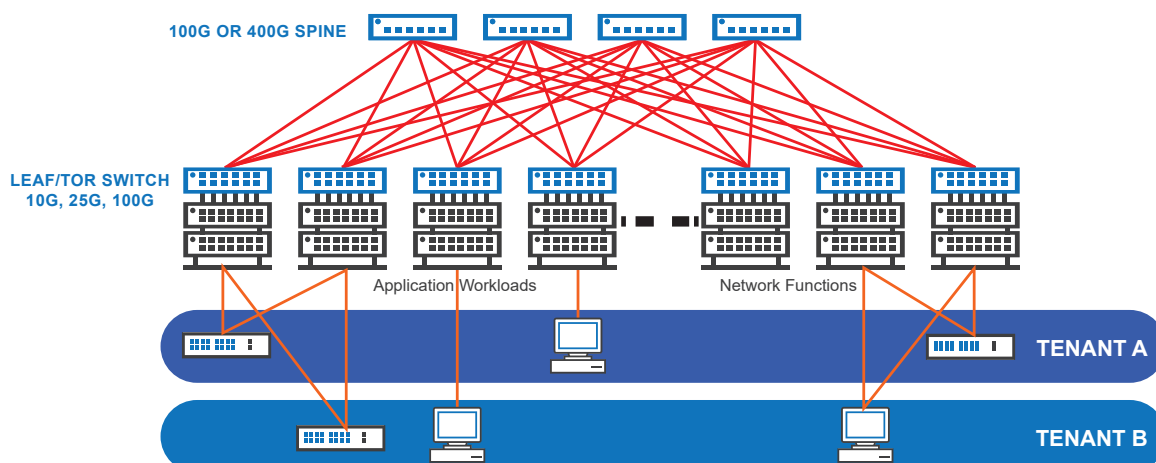 100G OR 400G SPINE
LEAF/TOR SWITCH
10G, 25G, 100G
Application Workloads
Network Functions
TENANT A
TENANT B